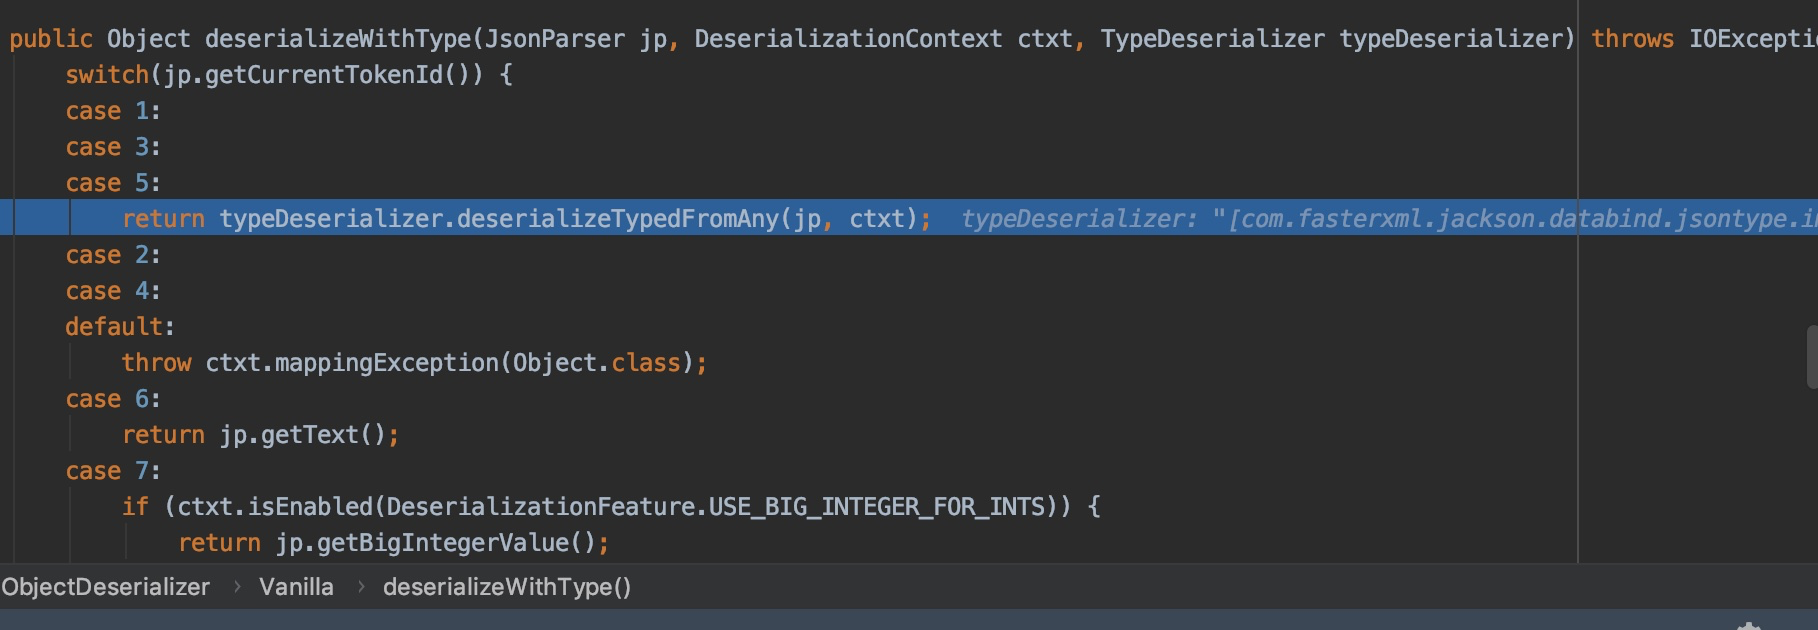 public Object deserializeWithType(JsonParser jp, DeserializationContext ctxt, TypeDeserializer typeDeserializer) throws IOExcepti
switch(jp.getCurrentTokenId()) {
case 1:
case 3:
case 5:
return typeDeserializer.deserializeTypedFromAny(jp, ctxt); typeDeserializer: "[com.fasterxml.jackson.databind.jsontype.i
case 2:
case 4:
default:
throw ctxt.mappingException(Object.class);
case 6:
return jp.getText();
case 7:
if (ctxt.isEnabled(DeserializationFeature.USE_BIG_INTEGER_FOR_INTS)) {
return jp.getBigIntegerValue();
ObjectDeserializer › Vanilla › deserializeWithType()